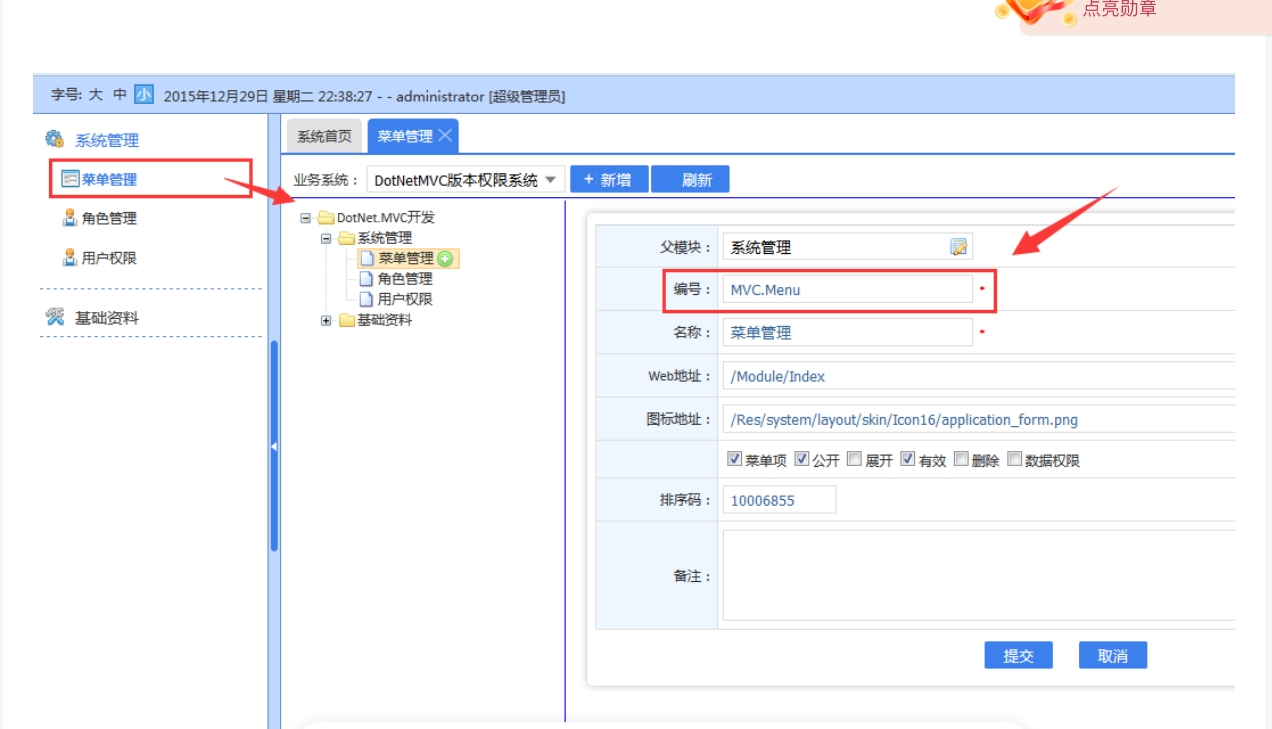 点亮勋章
字号: 大 中 小 2015年12月29日 星期二 22:38:27 - - administrator [超级管理员]
系统管理
菜单管理
角色管理
用户权限
基础资料
系统首页 菜单管理
业务系统： DotNetMVC版本权限系统 + 新增 刷新
DotNet.MVC开发
系统管理
菜单管理
角色管理
用户权限
基础资料
父模块： 系统管理
编号： MVC.Menu *
名称： 菜单管理 *
Web地址： /Module/Index
图标地址： /Res/system/layout/skin/Icon16/application_form.png
菜单项 公开 展开 有效 删除 数据权限
排序码： 10006855
备注：
提交 取消